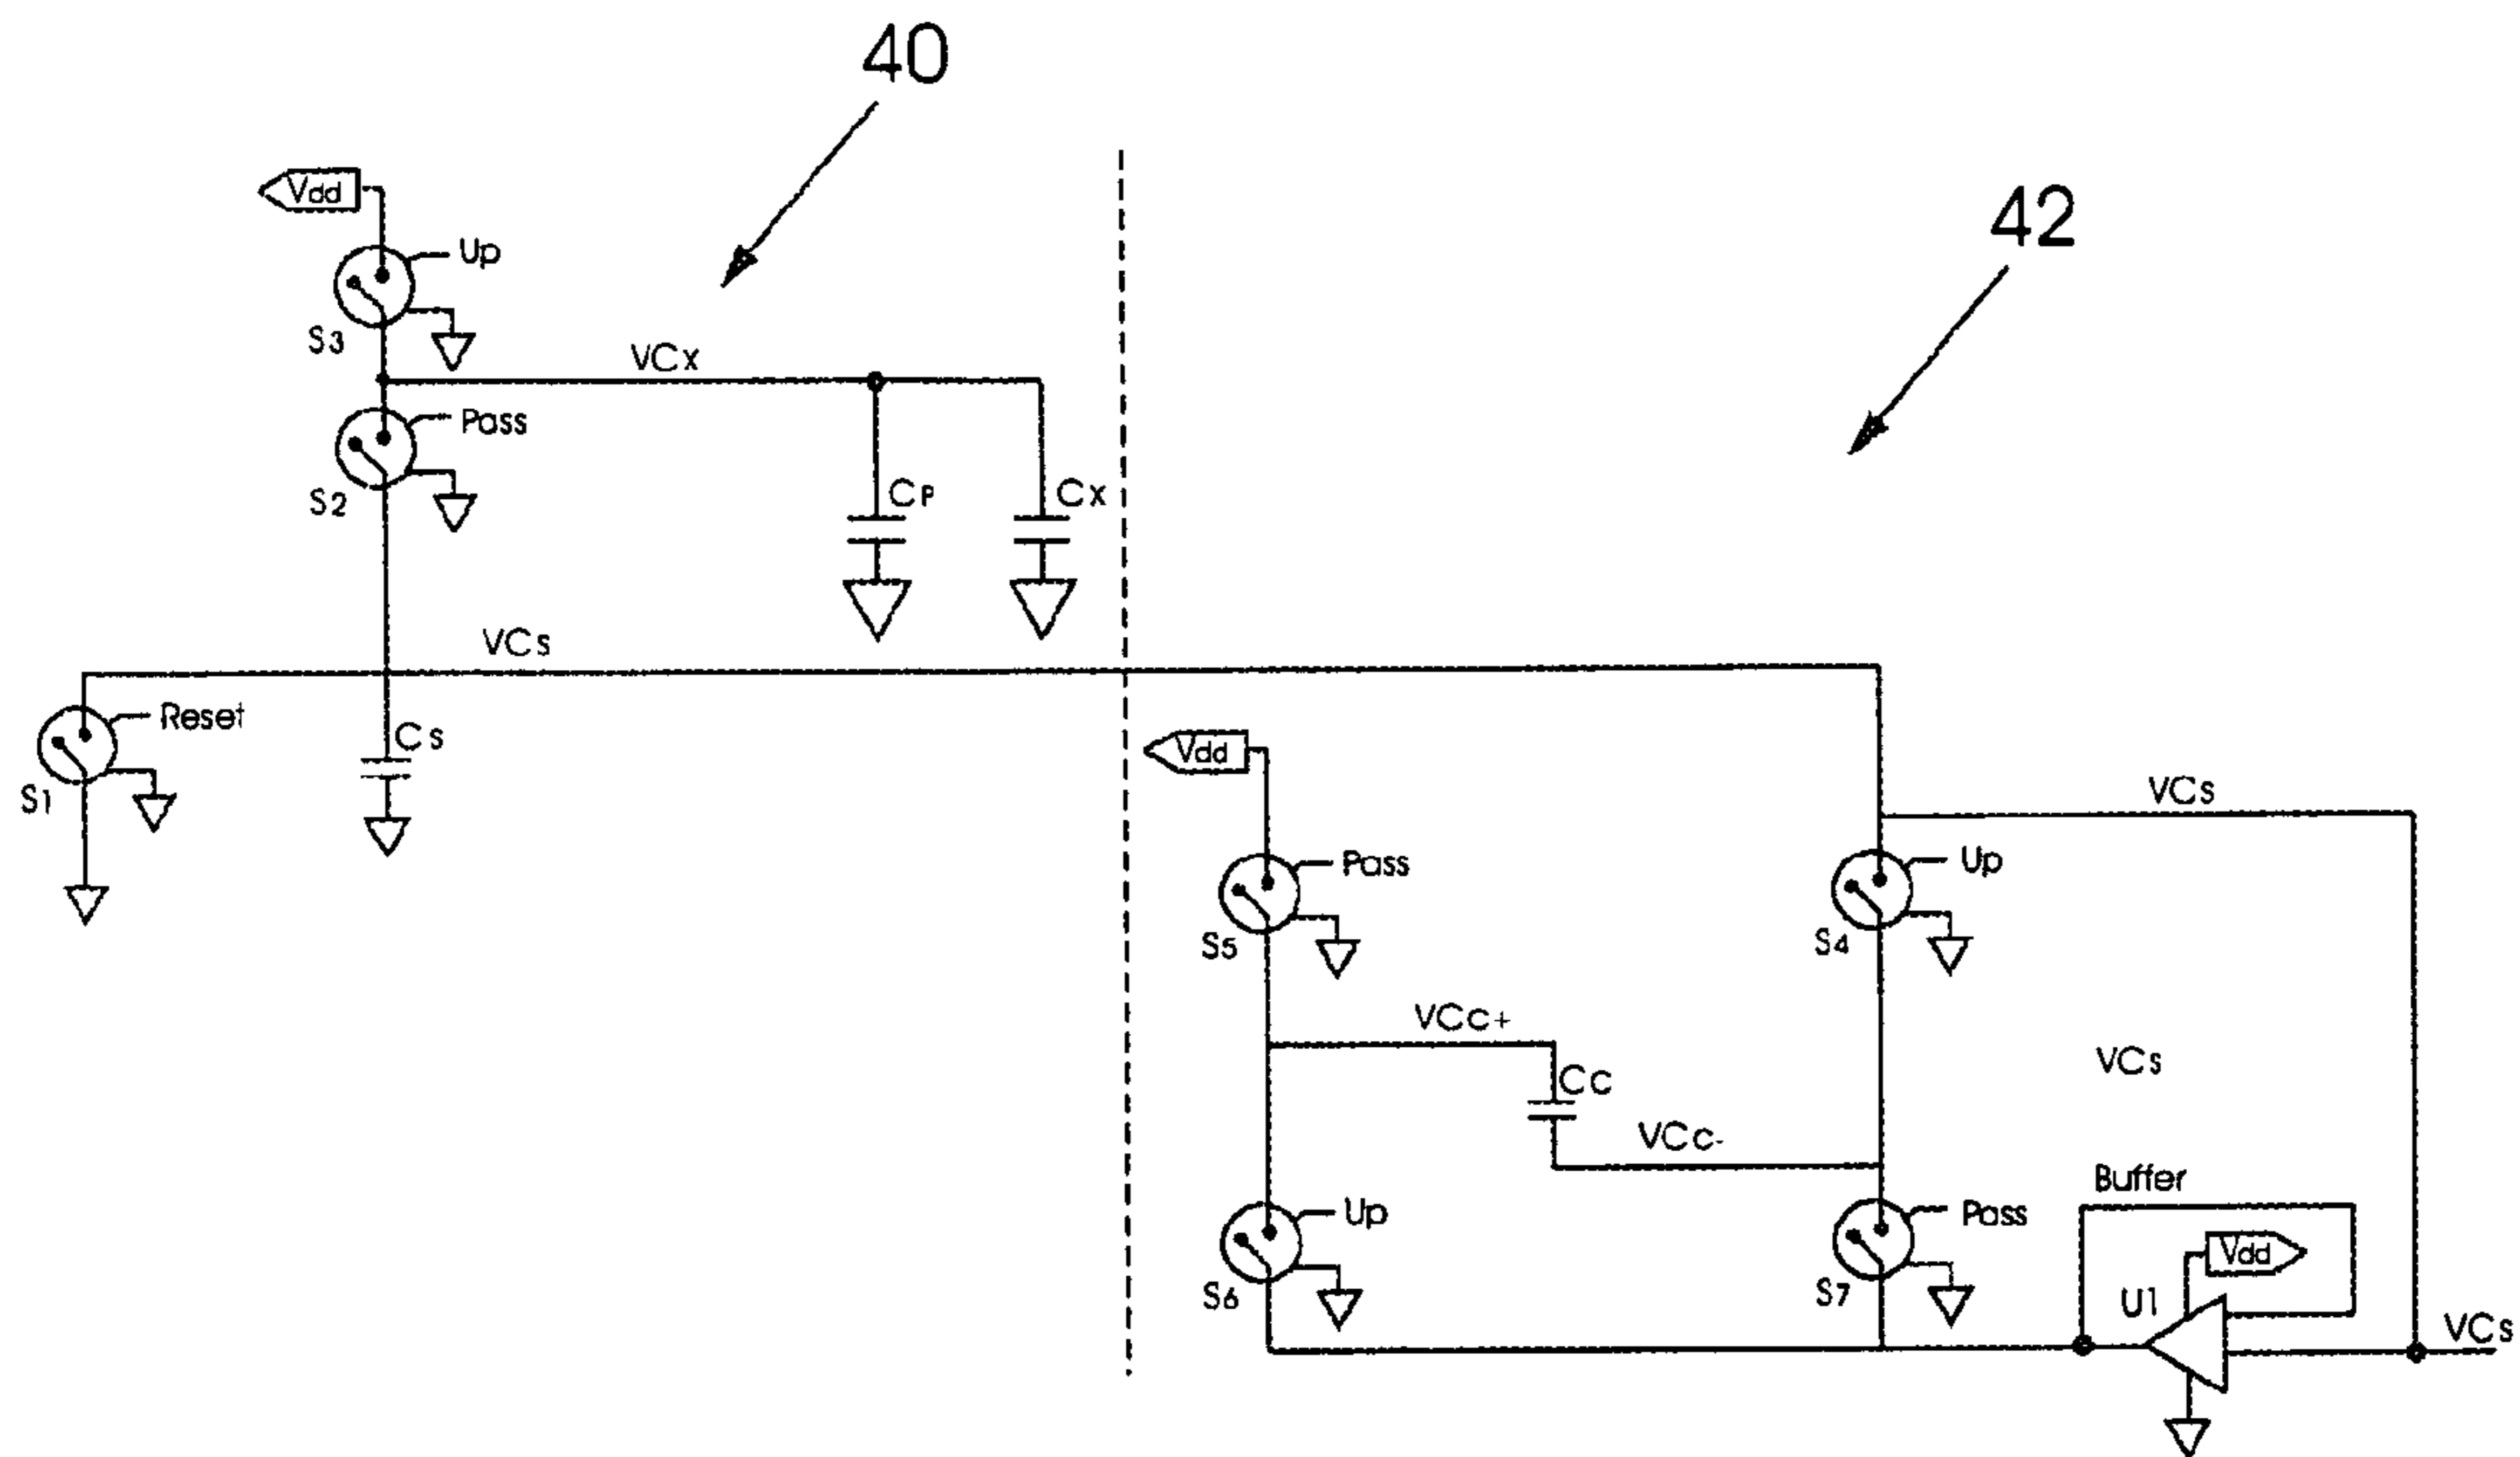 40
42
Vdd
Up
S3
VCx
Pass
S2
CP
Cx
VCs
Reset
S1
Cs
Vdd
VCs
Pass
Up
S5
S4
VCc+
Cc
VCs
VCc-
Buffer
Up
Pass
Vdd
S6
S7
U1
VCs